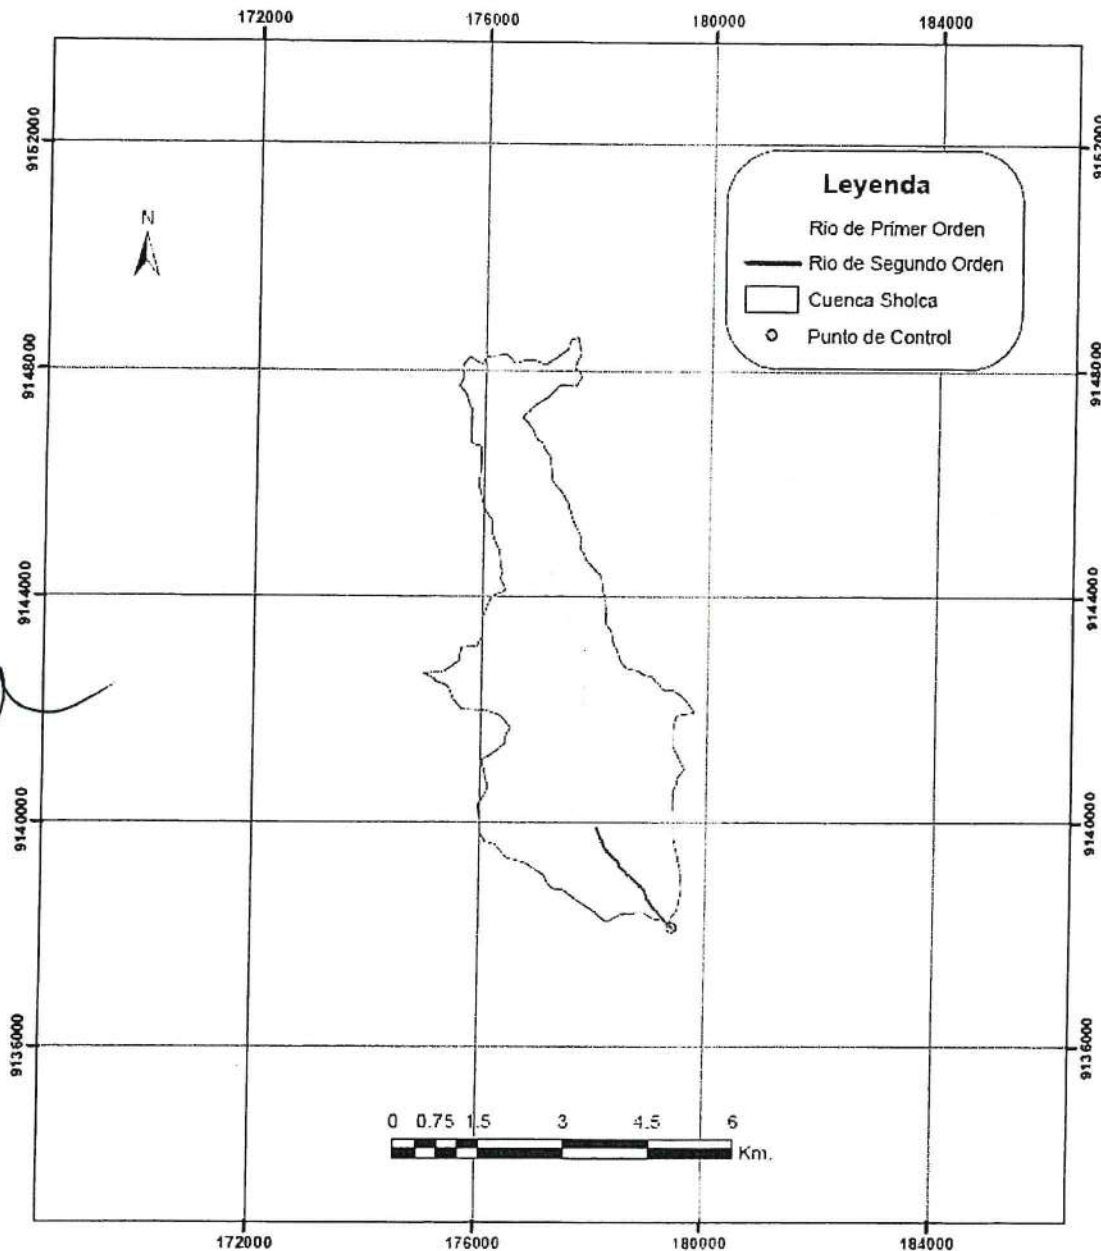 172000 176000 180000 184000
9152000 9152000
N
Leyenda
Rio de Primer Orden
Rio de Segundo Orden
Cuenca Sholca
Punto de Control
9148000 9148000
9144000 9144000
9140000 9140000
9136000 9136000
0 0.75 1.5 3 4.5 6
Km.
172000 176000 180000 184000